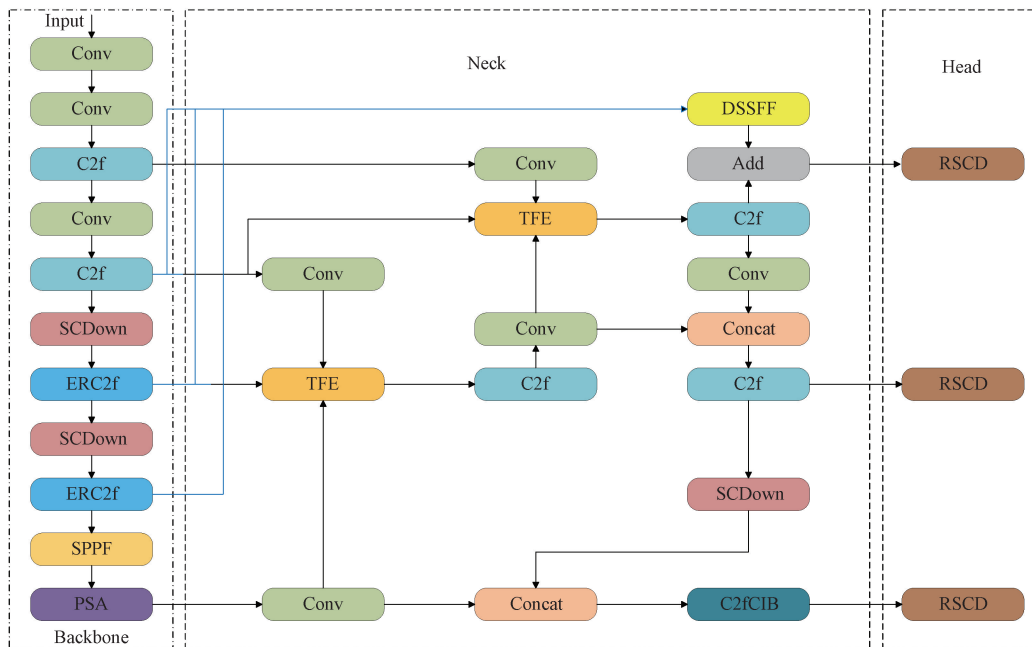 Input
Conv
Conv
C2f
Conv
C2f
SCDown
ERC2f
SCDown
ERC2f
SPPF
PSA
Backbone
Neck
Conv
TFE
Conv
Conv
TFE
Conv
C2f
Concat
DSSFF
Add
C2f
Conv
Concat
C2f
SCDown
C2fCIB
Head
RSCD
RSCD
RSCD